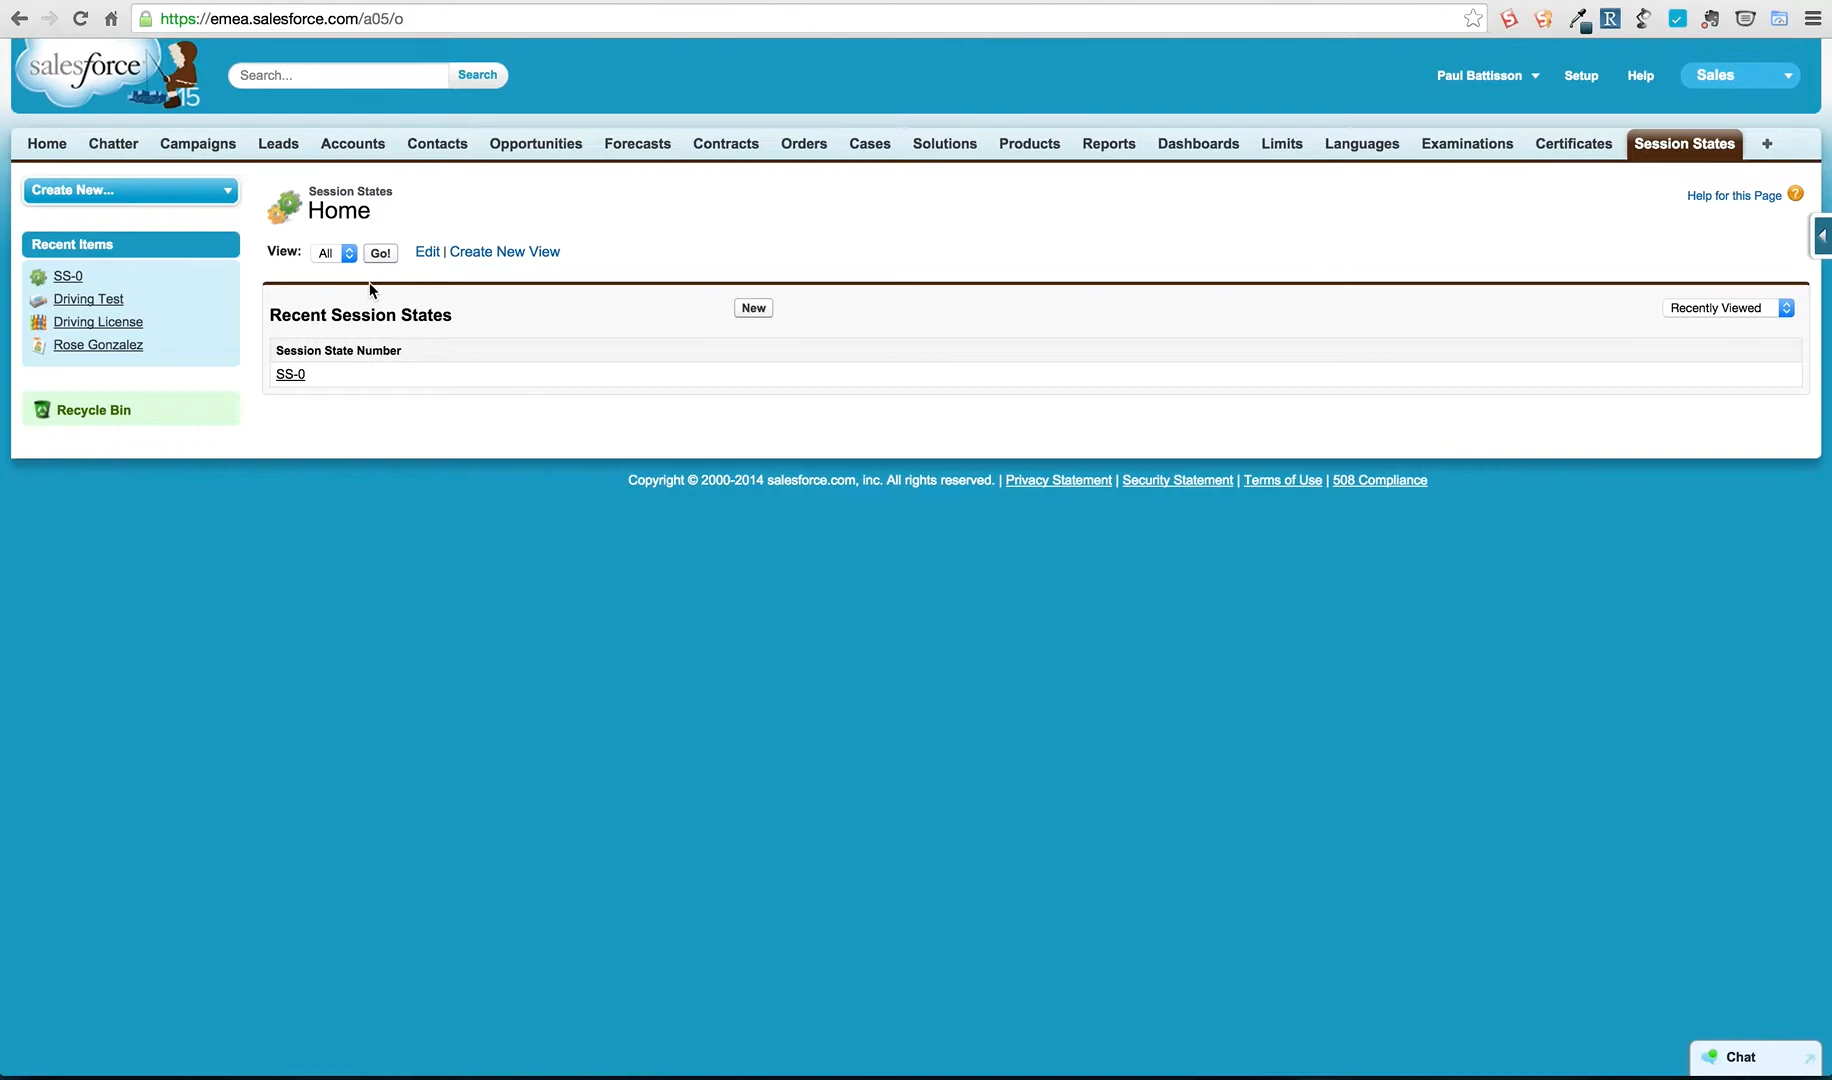 https://emea.salesforce.com/a05/o
salesforce
15
Search...
Search
Paul Battisson
Setup
Help
Sales
Home
Chatter
Campaigns
Leads
Accounts
Contacts
Opportunities
Forecasts
Contracts
Orders
Cases
Solutions
Products
Reports
Dashboards
Limits
Languages
Examinations
Certificates
Session States
+
Create New...
Recent Items
SS-0
Driving Test
Driving License
Rose Gonzalez
Recycle Bin
Session States
Home
Help for this Page ?
View: All Go! Edit | Create New View
Recent Session States
New
Recently Viewed
Session State Number
SS-0
Copyright © 2000-2014 salesforce.com, inc. All rights reserved. | Privacy Statement | Security Statement | Terms of Use | 508 Compliance
Chat